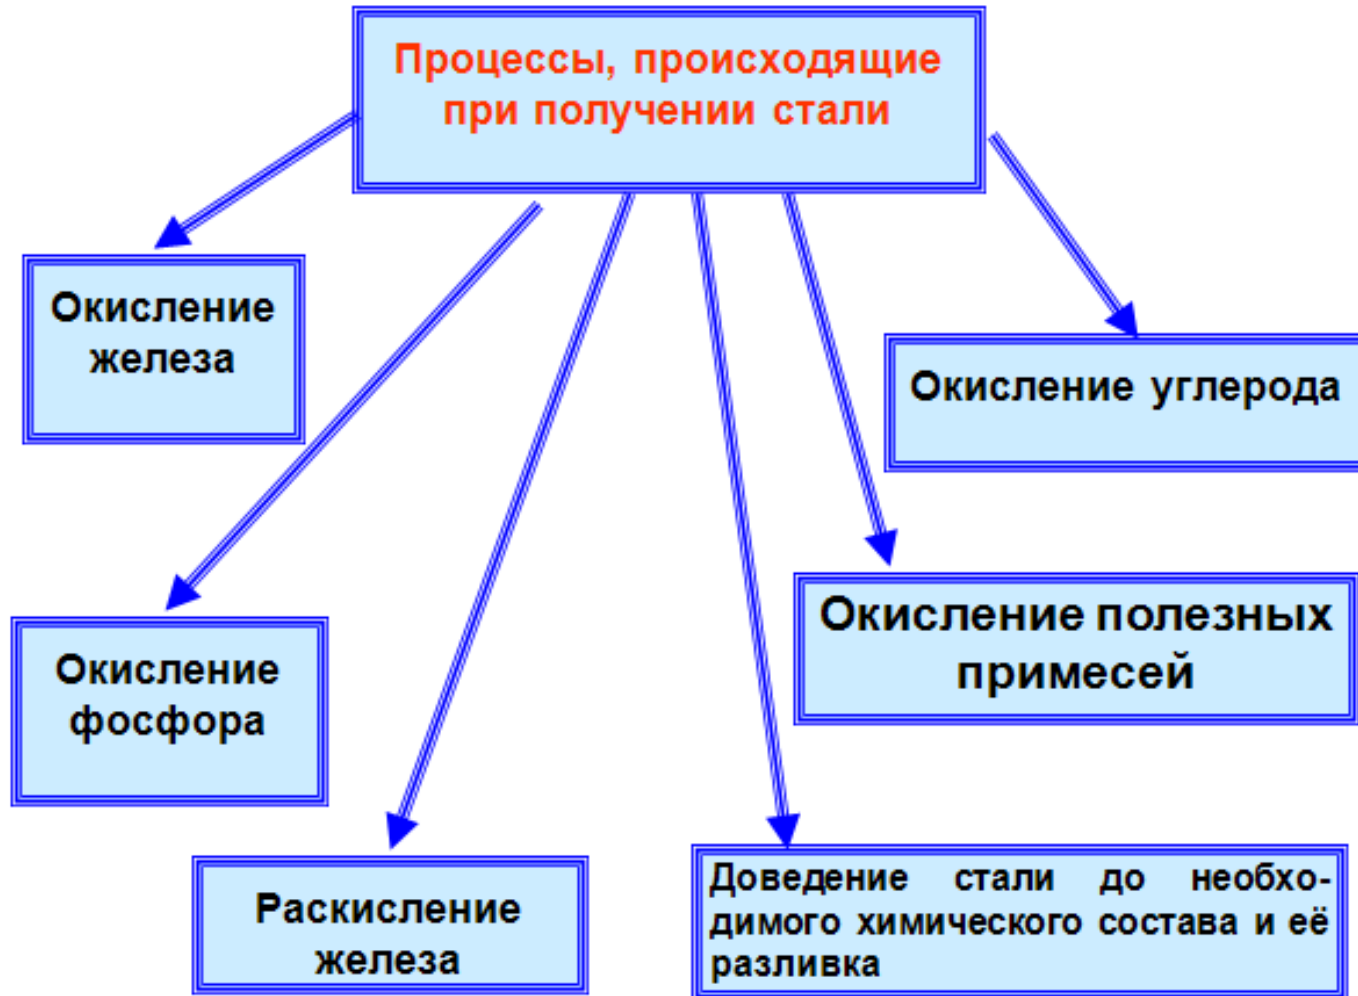 Процессы, происходящие
при получении стали
Окисление
железа
Окисление углерода
Окисление полезных
примесей
Окисление
фосфора
Раскисление
железа
Доведение стали до необхо-
димого химического состава и её
разливка